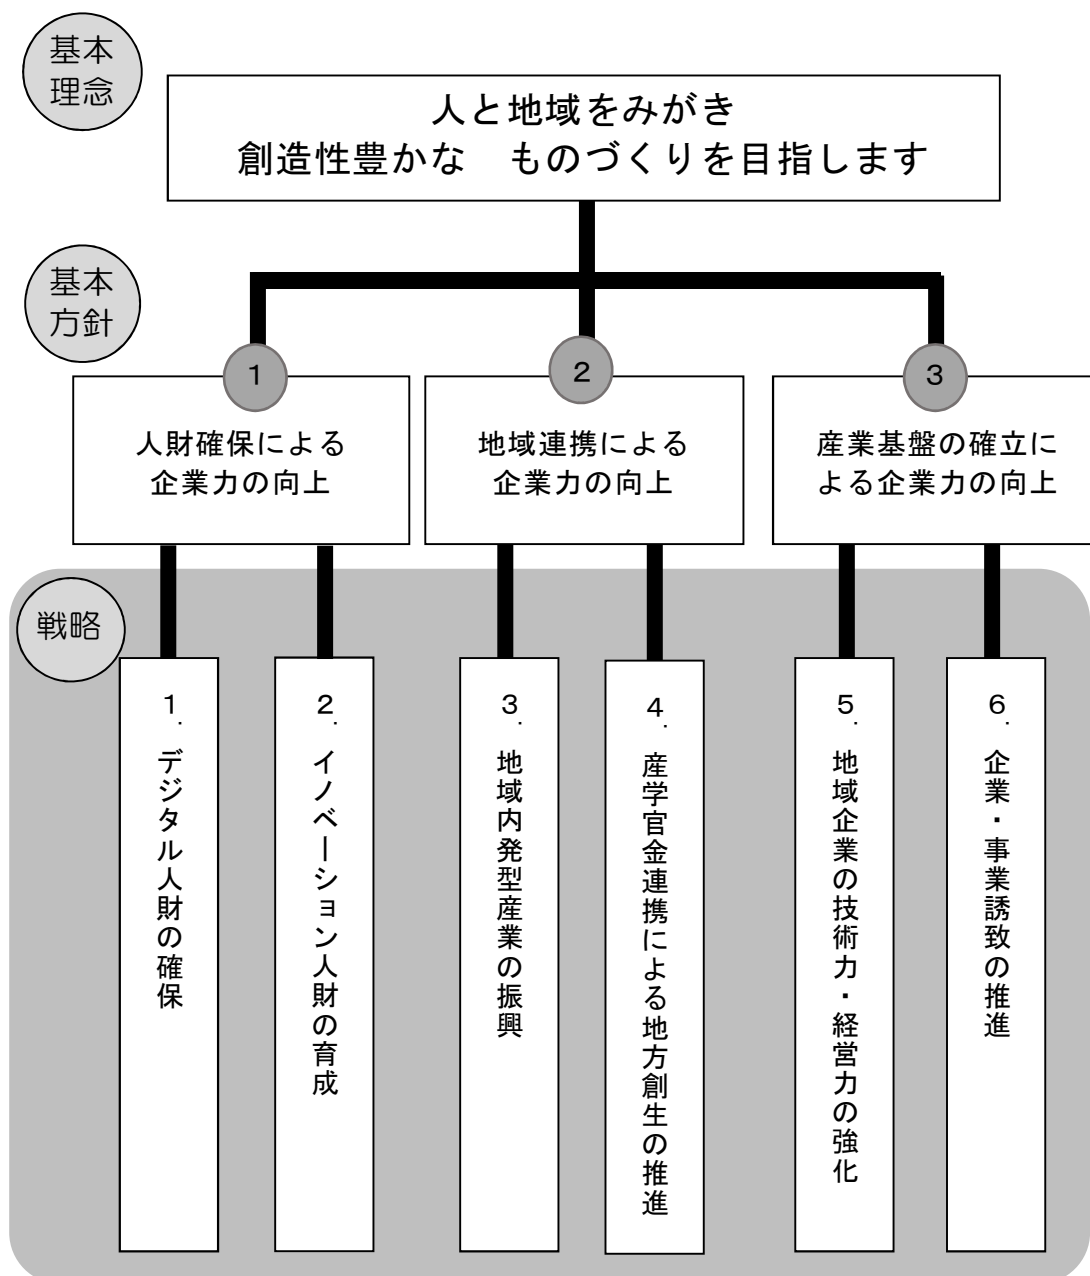 基本
理念
人と地域をみがき
創造性豊かな　ものづくりを目指します
基本
方針
1
2
3
人財確保による
企業力の向上
地域連携による
企業力の向上
産業基盤の確立に
よる企業力の向上
戦略
1．デジタル人財の確保
2．イノベーション人財の育成
3．地域内発型産業の振興
4．産学官金連携による地方創生の推進
5．地域企業の技術力・経営力の強化
6．企業・事業誘致の推進